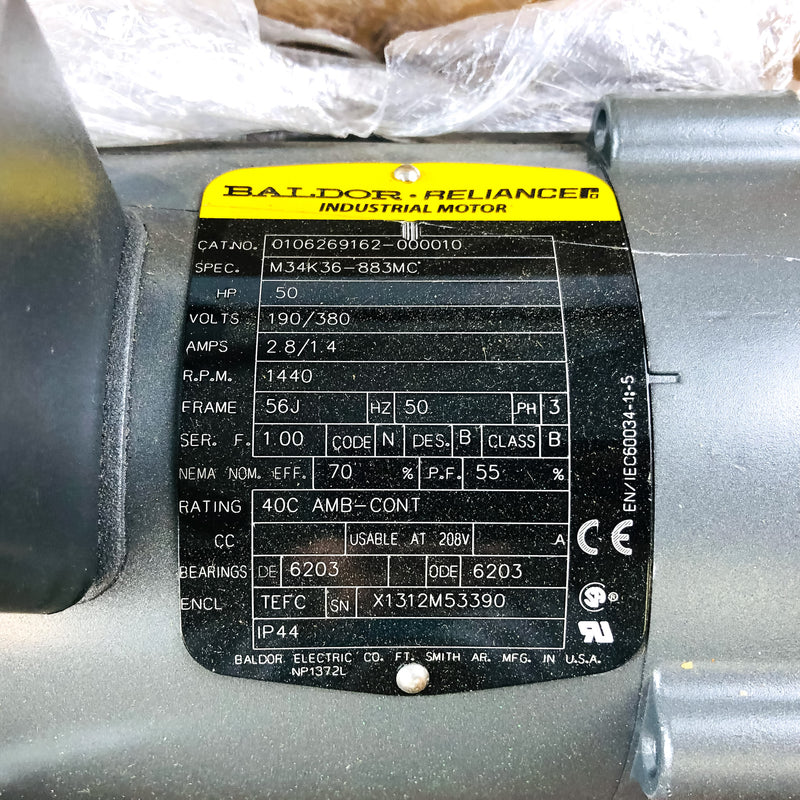 BALDOR • RELIANCE
INDUSTRIAL MOTOR
CAT.NO. 0106269162-000010
SPEC. M34K36-883MC
HP .50
VOLTS 190/380
AMPS 2.8/1.4
R.P.M. 1440
FRAME 56J HZ 50 PH 3
SER. F. 1.00 CODE N DES. B CLASS B
NEMA NOM. EFF. 70 % P.F. 55 %
RATING 40C AMB-CONT
CC USABLE AT 208V A
BEARINGS DE 6203 ODE 6203
ENCL TEFC SN X1312M53390
IP44
BALDOR ELECTRIC CO. FT. SMITH AR. MFG. IN U.S.A.
NP1372L
EN/IEC60034-1;-5
CE
SP ®
RU